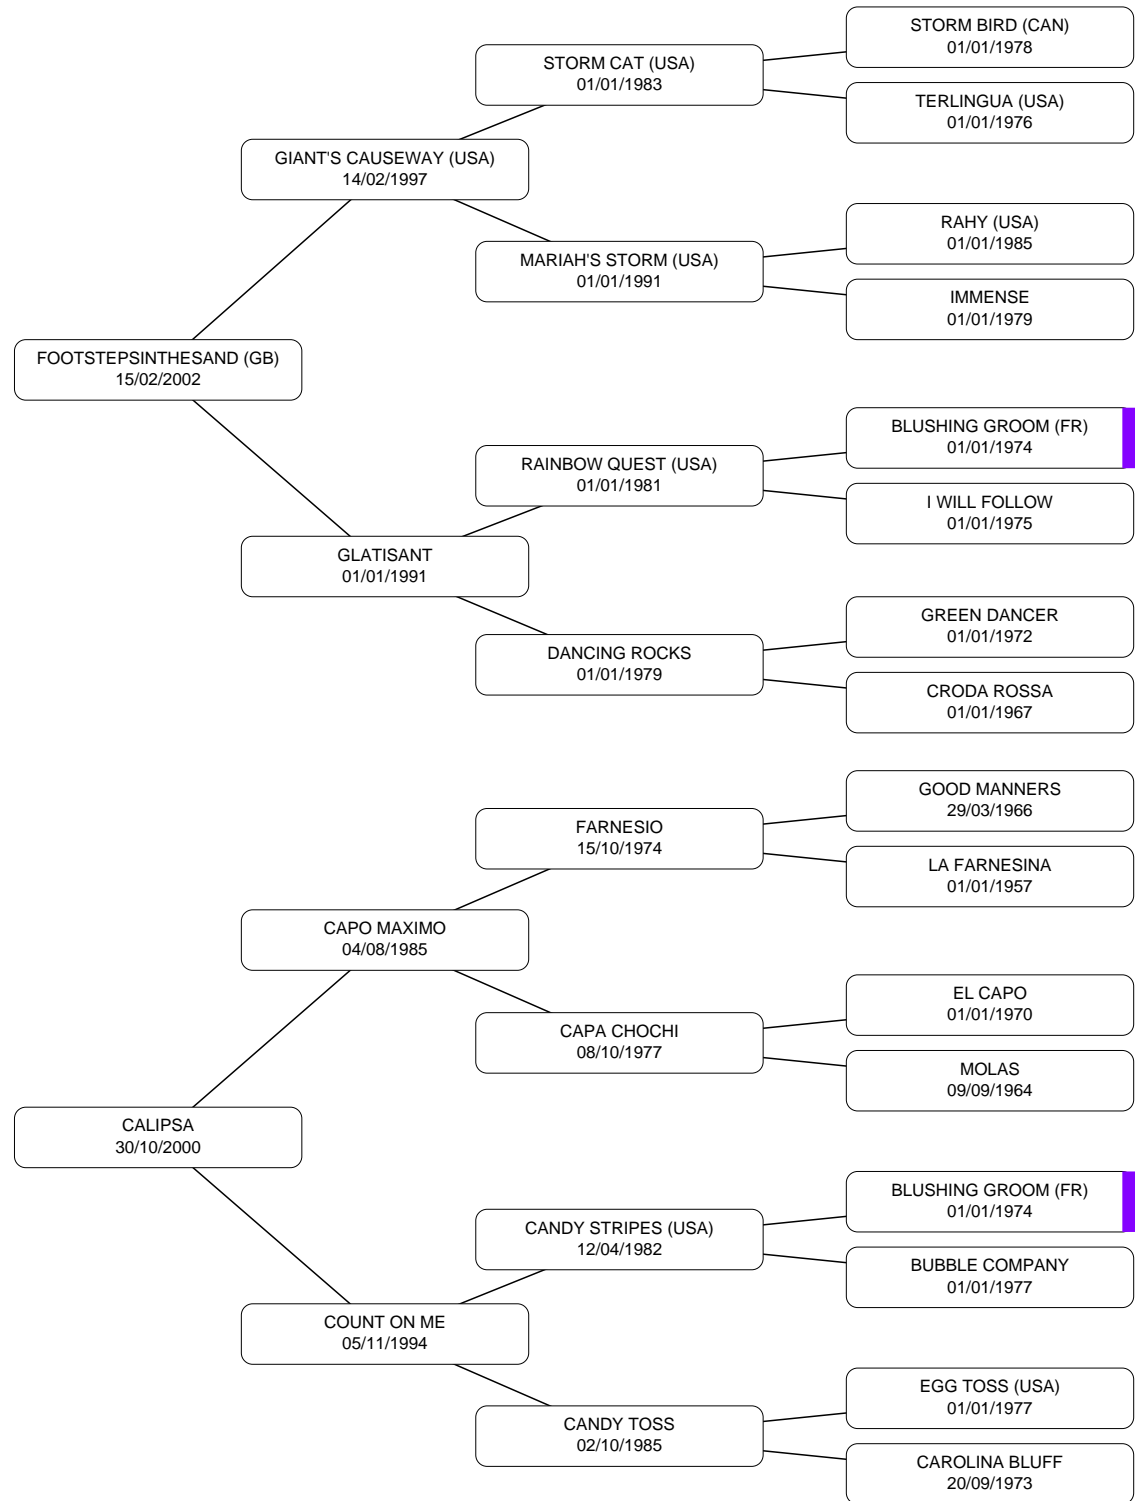 STORM BIRD (CAN)
01/01/1978
STORM CAT (USA)
01/01/1983
TERLINGUA (USA)
01/01/1976
GIANT'S CAUSEWAY (USA)
14/02/1997
RAHY (USA)
01/01/1985
MARIAH'S STORM (USA)
01/01/1991
IMMENSE
01/01/1979
FOOTSTEPSINTHESAND (GB)
15/02/2002
BLUSHING GROOM (FR)
01/01/1974
RAINBOW QUEST (USA)
01/01/1981
I WILL FOLLOW
01/01/1975
GLATISANT
01/01/1991
GREEN DANCER
01/01/1972
DANCING ROCKS
01/01/1979
CRODA ROSSA
01/01/1967
GOOD MANNERS
29/03/1966
FARNESIO
15/10/1974
LA FARNESINA
01/01/1957
CAPO MAXIMO
04/08/1985
EL CAPO
01/01/1970
CAPA CHOCHI
08/10/1977
MOLAS
09/09/1964
CALIPSA
30/10/2000
BLUSHING GROOM (FR)
01/01/1974
CANDY STRIPES (USA)
12/04/1982
BUBBLE COMPANY
01/01/1977
COUNT ON ME
05/11/1994
EGG TOSS (USA)
01/01/1977
CANDY TOSS
02/10/1985
CAROLINA BLUFF
20/09/1973